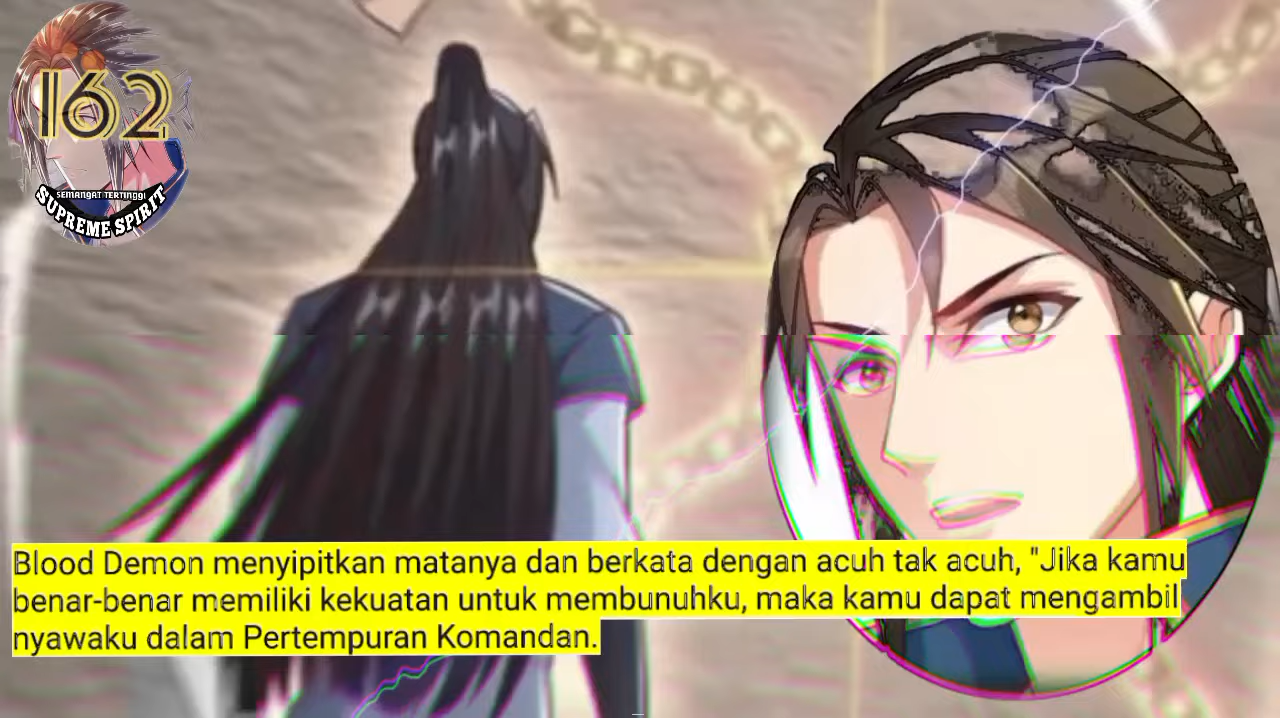 162
SEMANGAT TERTINGGI
SUPREME SPIRIT
Blood Demon menyipitkan matanya dan berkata dengan acuh tak acuh, "Jika kamu
benar-benar memiliki kekuatan untuk membunuhku, maka kamu dapat mengambil
nyawaku dalam Pertempuran Komandan.